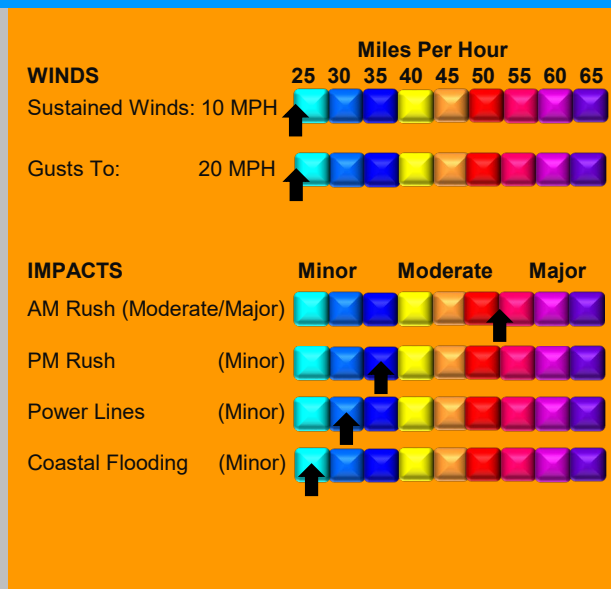 Miles Per Hour
WINDS 25 30 35 40 45 50 55 60 65
Sustained Winds: 10 MPH
Gusts To: 20 MPH
IMPACTS Minor Moderate Major
AM Rush (Moderate/Major)
PM Rush (Minor)
Power Lines (Minor)
Coastal Flooding (Minor)